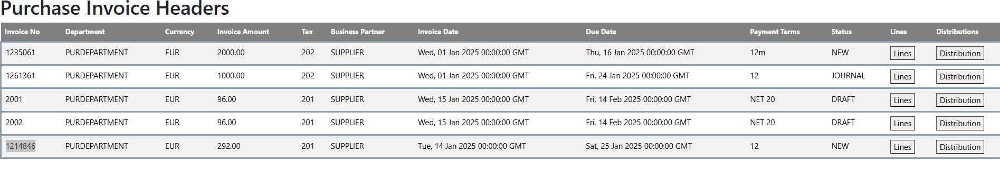 Purchase Invoice Headers
Invoice No Department Currency Invoice Amount Tax Business Partner Invoice Date Due Date Payment Terms Status Lines Distributions
1235061 PURDEPARTMENT EUR 2000.00 202 SUPPLIER Wed, 01 Jan 2025 00:00:00 GMT Thu, 16 Jan 2025 00:00:00 GMT 12m NEW Lines Distribution
1261361 PURDEPARTMENT EUR 1000.00 202 SUPPLIER Wed, 01 Jan 2025 00:00:00 GMT Fri, 24 Jan 2025 00:00:00 GMT 12 JOURNAL Lines Distribution
2001 PURDEPARTMENT EUR 96.00 201 SUPPLIER Wed, 15 Jan 2025 00:00:00 GMT Fri, 14 Feb 2025 00:00:00 GMT NET 20 DRAFT Lines Distribution
2002 PURDEPARTMENT EUR 96.00 201 SUPPLIER Wed, 15 Jan 2025 00:00:00 GMT Fri, 14 Feb 2025 00:00:00 GMT NET 20 DRAFT Lines Distribution
1214846 PURDEPARTMENT EUR 292.00 201 SUPPLIER Tue, 14 Jan 2025 00:00:00 GMT Sat, 25 Jan 2025 00:00:00 GMT 12 NEW Lines Distribution